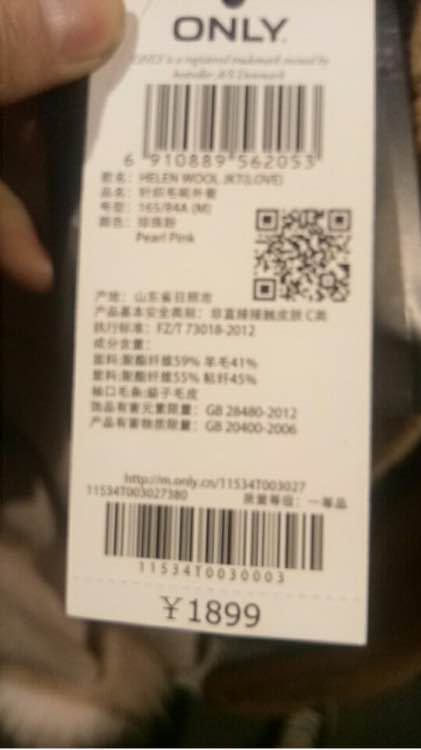 ONLY
ONLY is a registered trademark owned by
bestseller A/S Denmark
6 910889 562053
款名: HELEN WOOL JKT(LOVE)
品名: 针织毛呢外套
号型: 165/84A (M)
颜色: 珍珠粉
Pearl Pink
产地: 山东省日照市
产品基本安全类别: 非直接接触皮肤 C类
执行标准: FZ/T 73018-2012
成分含量:
面料:聚酯纤维59% 羊毛41%
里料:聚酯纤维55% 粘纤45%
袖口毛条:貉子毛皮
饰品有害元素限量: GB 28480-2012
产品有害物质限量: GB 20400-2006
http://m.only.cn/11534T003027
11534T003027380 质量等级: 一等品
11534T0030003
¥1899